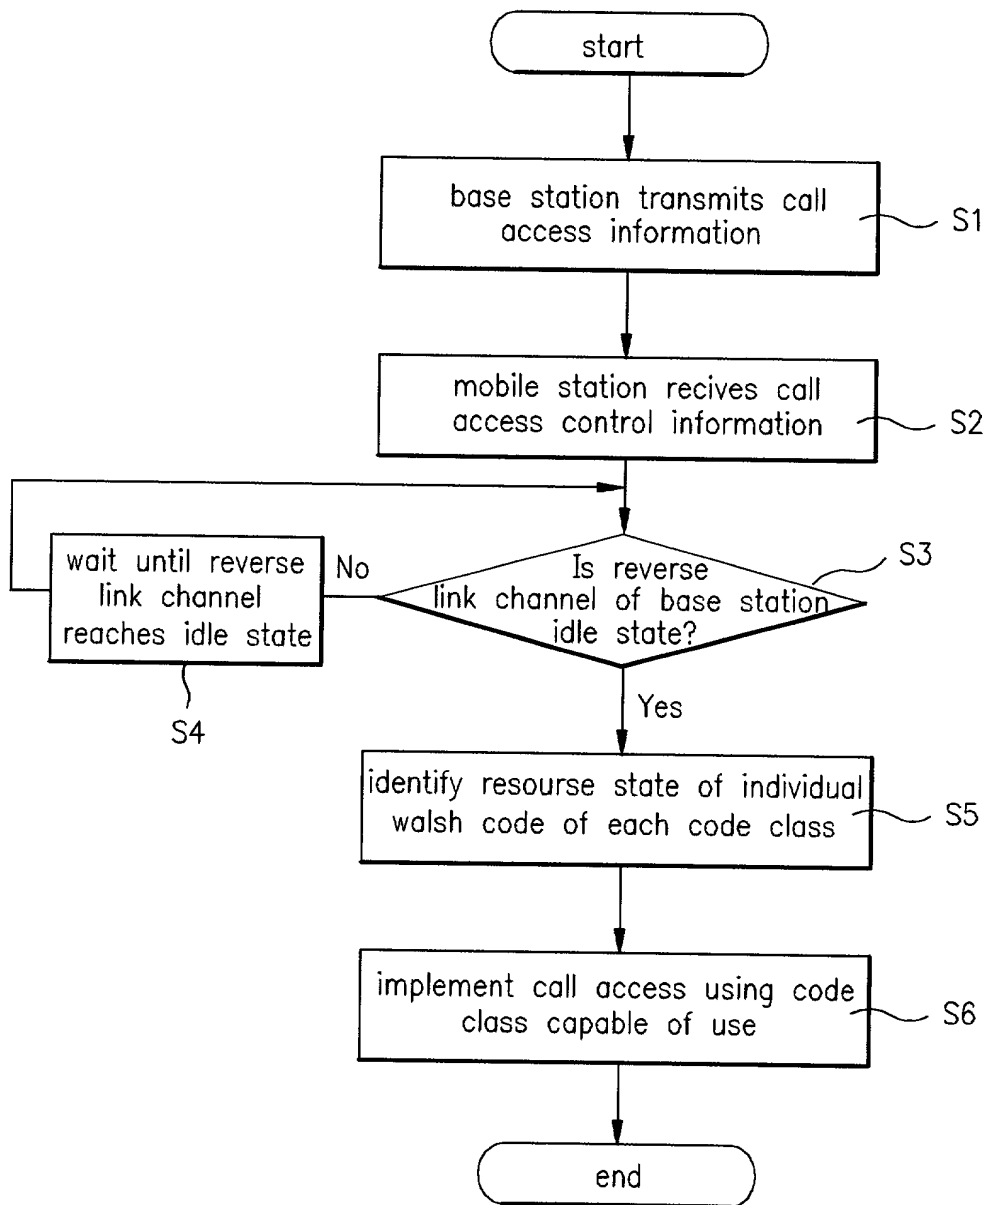 start
base station transmits call
access information
S1
mobile station recives call
access control information
S2
S3
Is reverse
link channel of base station
idle state?
No
wait until reverse
link channel
reaches idle state
S4
Yes
identify resourse state of individual
walsh code of each code class
S5
implement call access using code
class capable of use
S6
end